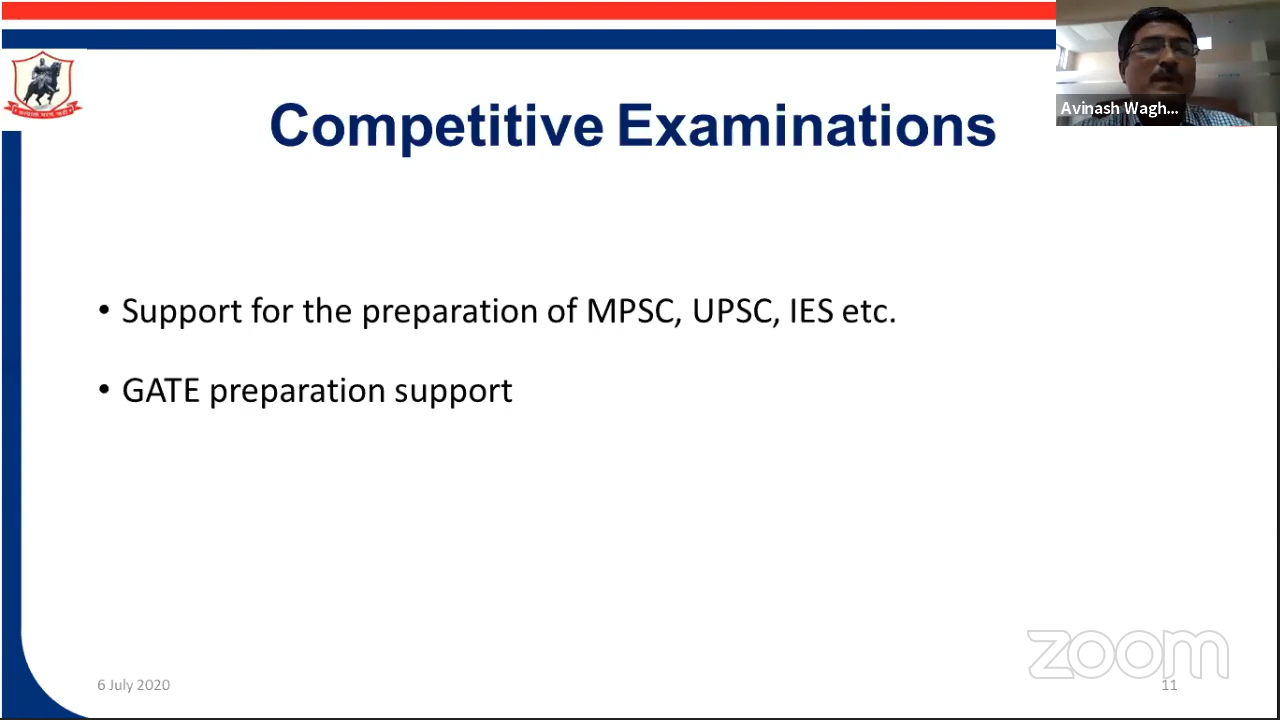 Competitive Examinations
Avinash Wagh...
• Support for the preparation of MPSC, UPSC, IES etc.
• GATE preparation support
zoom
6 July 2020
11